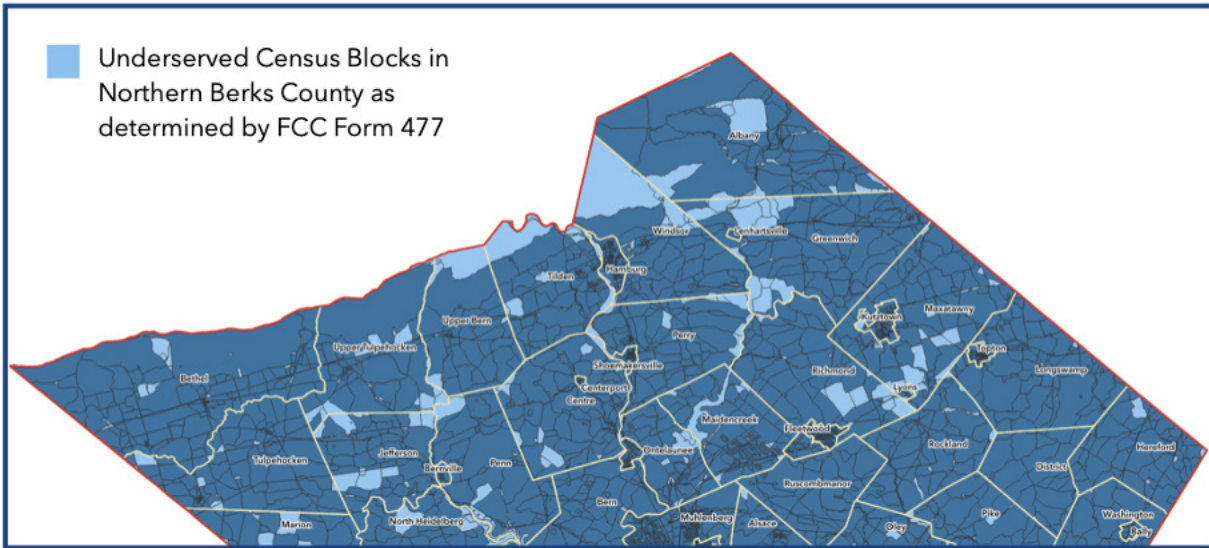 Underserved Census Blocks in
Northern Berks County as
determined by FCC Form 477
Albany
Windsor
Lenhartsville
Greenwich
Hamburg
Tilden
Upper Bern
Kutztown
Maxatawny
Perry
Upper Tulpehocken
Topton
Shoemakersville
Bethel
Richmond
Longswamp
Centerport
Lyons
Centre
Maidencreek
Fleetwood
Rockland
Hereford
Ontelaunee
Jefferson
Tulpehocken
Penn
Bernville
District
Ruscombmanor
Bern
Pike
Washington
Muhlenberg
North Heidelberg
Marion
Alsace
Oley
Bally